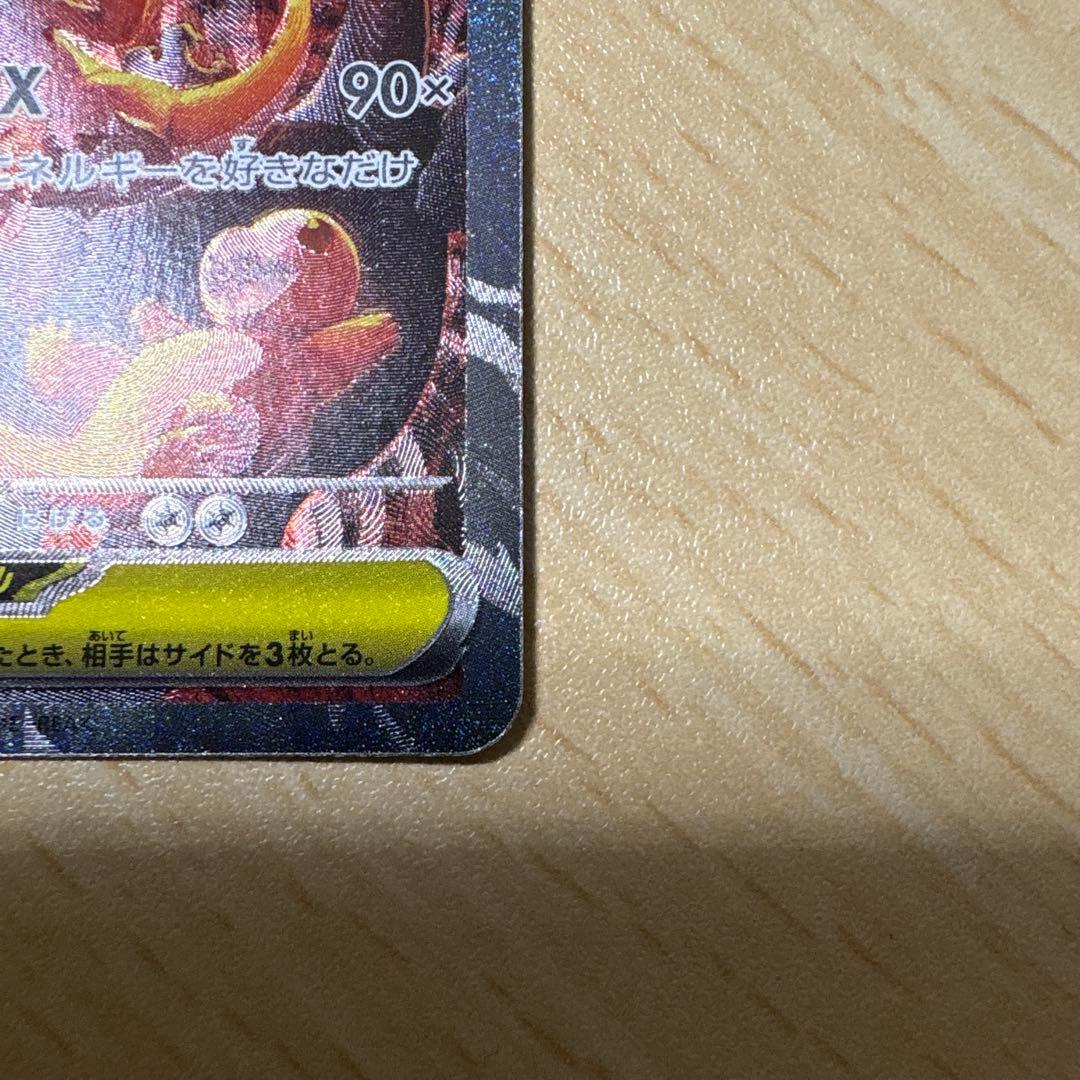 X 90×
エネルギーを好きなだけ
す
にげる
たとき、相手はサイドを3枚とる。
あいて まい